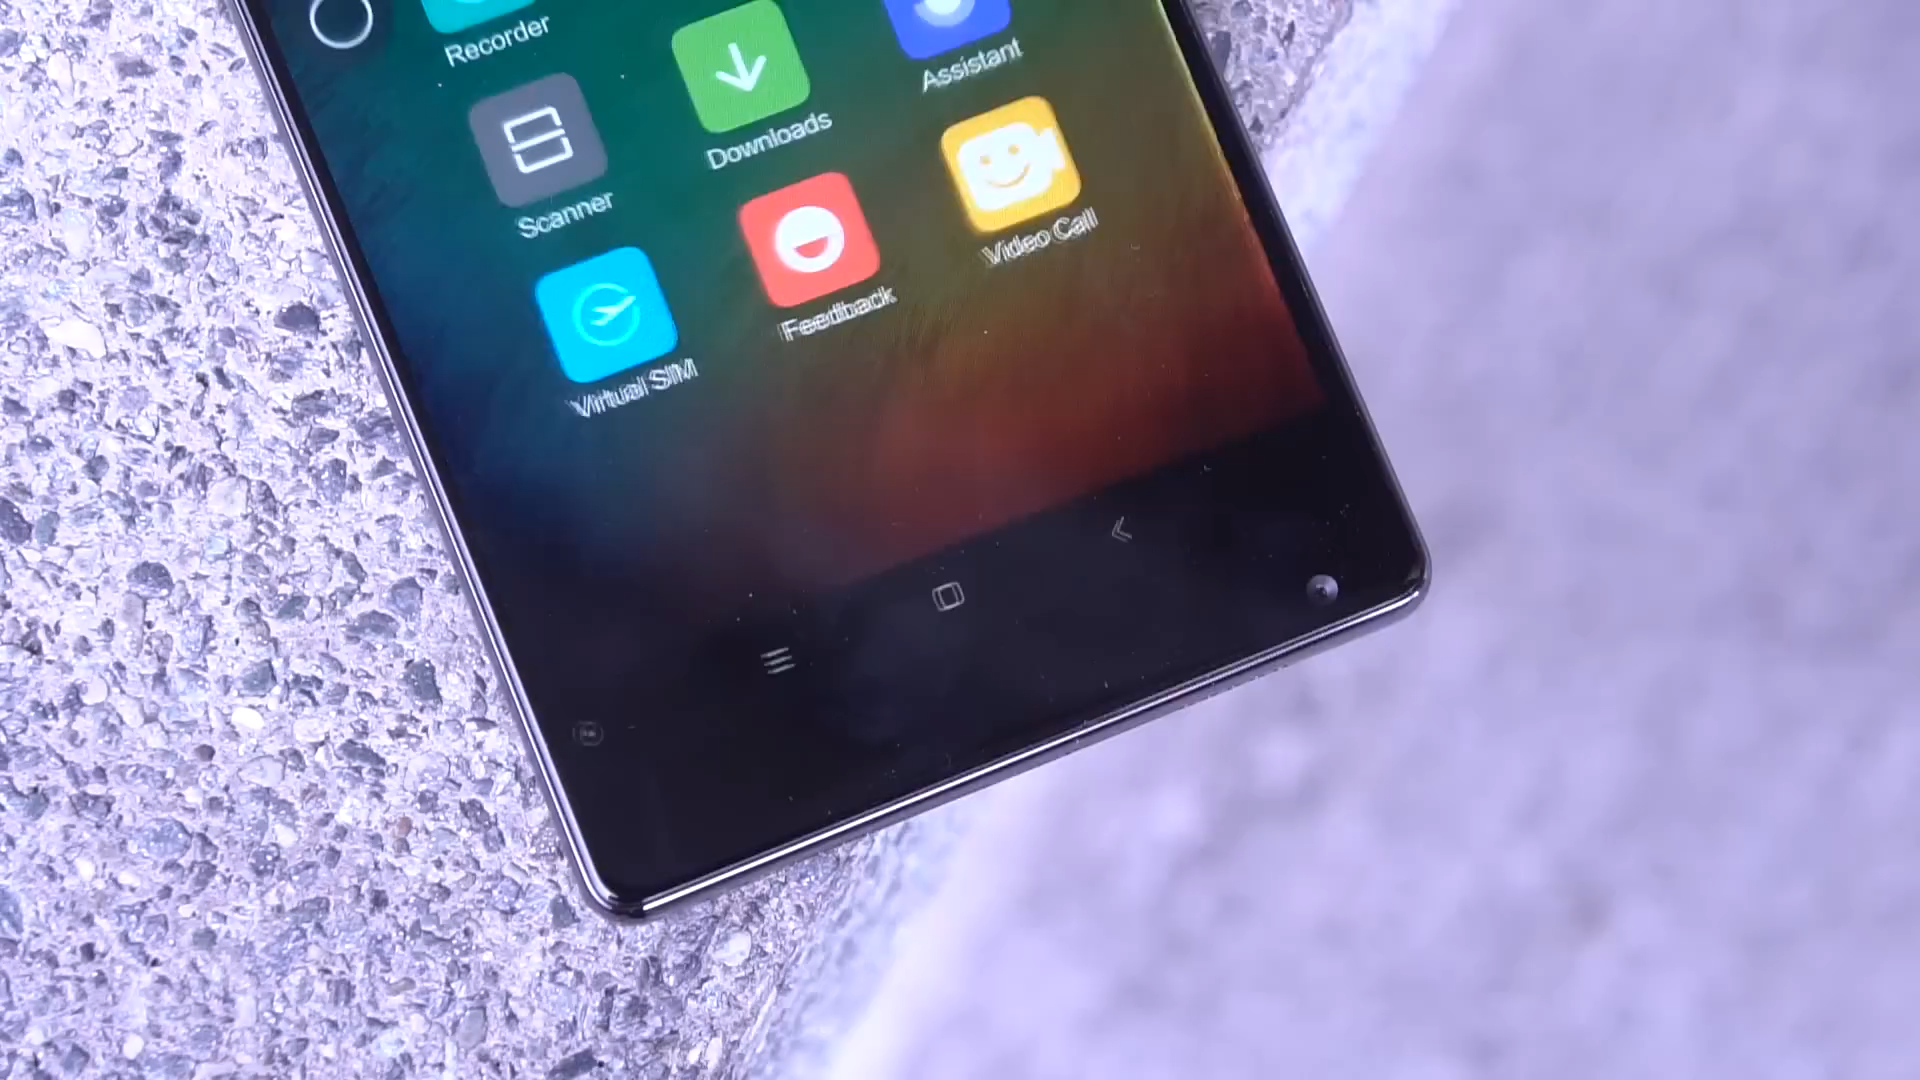 Recorder
Assistant
Downloads
Scanner
Video Call
Feedback
Virtual SIM